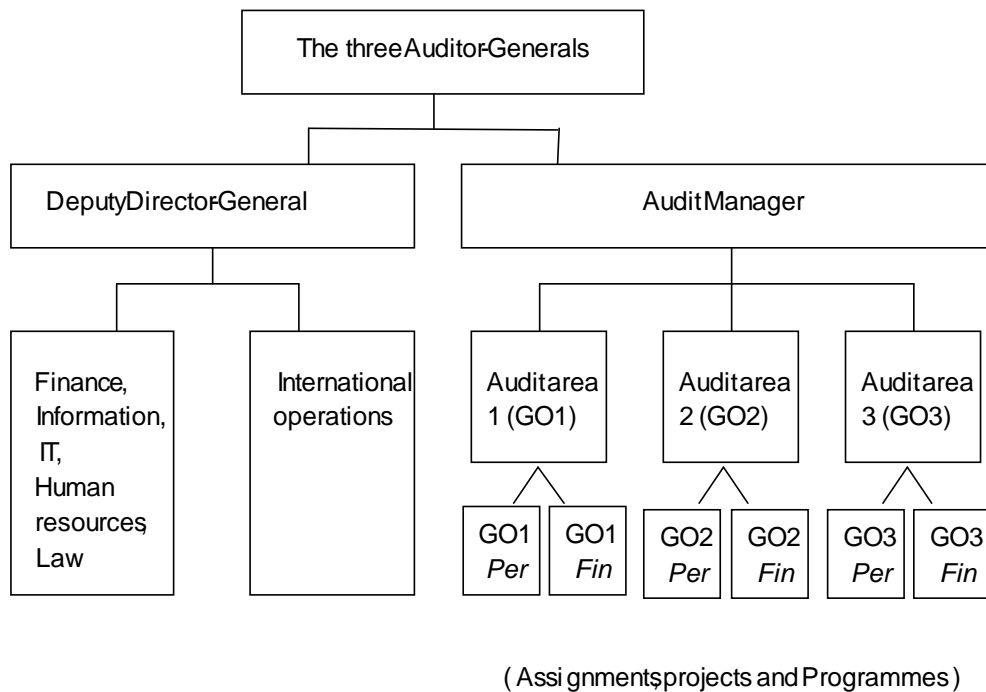 The three Auditor-Generals
Deputy Director-General
Audit Manager
Finance,
Information,
IT,
Human
resources,
Law
International
operations
Audit area
1 (GO1)
Audit area
2 (GO2)
Audit area
3 (GO3)
GO1
Per
GO1
Fin
GO2
Per
GO2
Fin
GO3
Per
GO3
Fin
( Assignments, projects and Programmes )